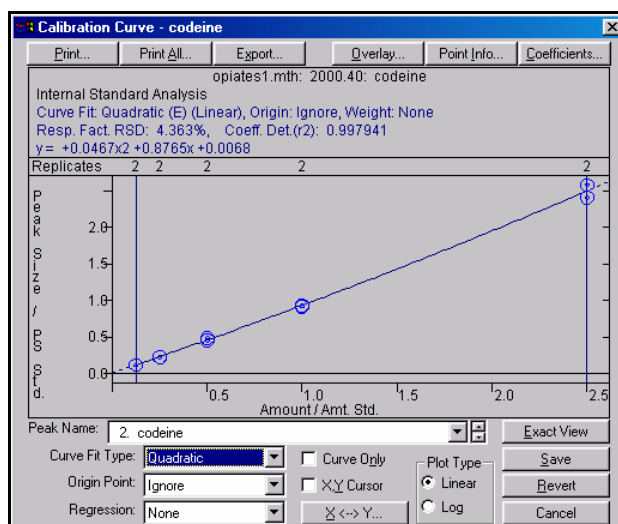 Calibration Curve - codeine
Print... Print All... Export... Overlay... Point Info... Coefficients...
opiates1.mth: 2000.40: codeine
Internal Standard Analysis
Curve Fit: Quadratic (E) (Linear), Origin: Ignore, Weight: None
Resp. Fact. RSD: 4.363%, Coeff. Det.(r2): 0.997941
y= +0.0467x2 +0.8765x +0.0068
Replicates 2 2 2 2 2
Peak Size / PS Std.
2.0
1.5
1.0
0.5
0.0
0.5 1.0 1.5 2.0 2.5
Amount / Amt. Std.
Peak Name: 2. codeine Exact View
Curve Fit Type: Quadratic Curve Only Plot Type Save
Origin Point: Ignore X,Y Cursor Linear Revert
Regression: None X <--> Y... Log Cancel